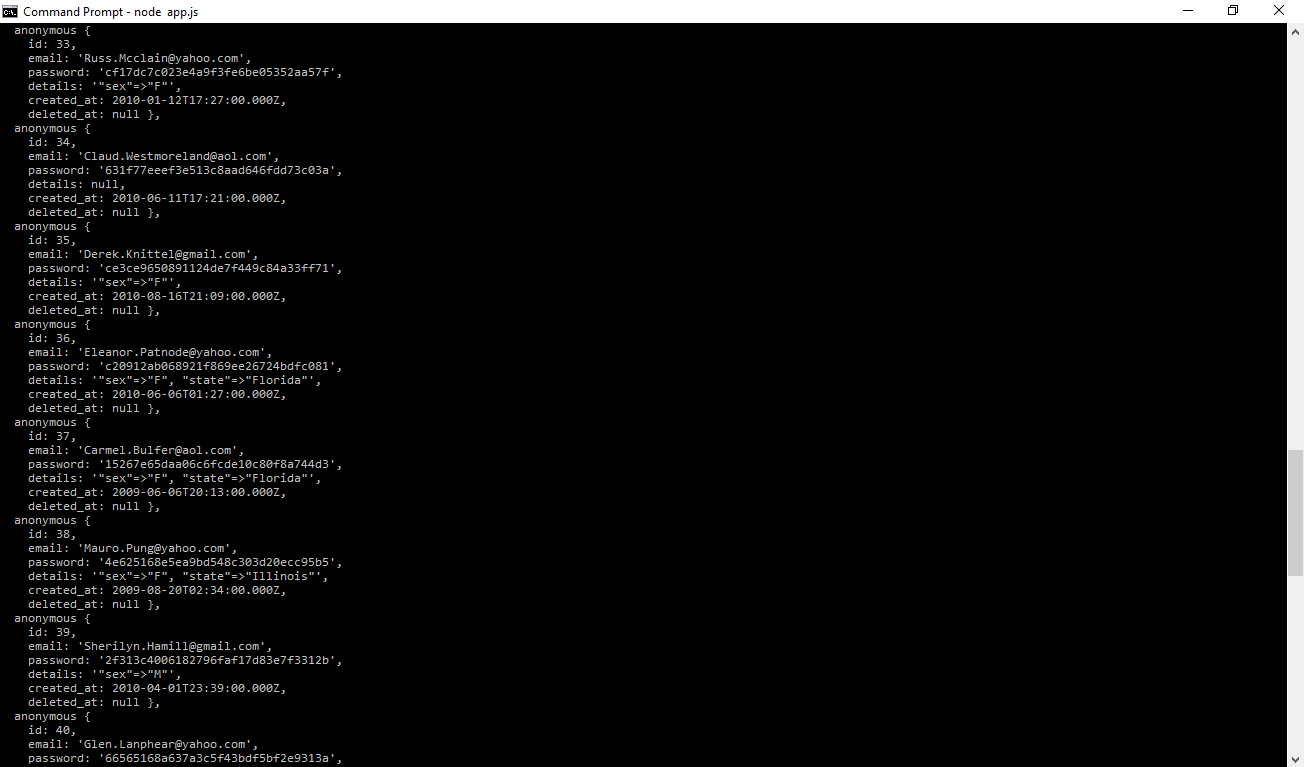 Command Prompt - node  app.js
anonymous {
id: 33,
email: 'Russ.Mcclain@yahoo.com',
password: 'cf17dc7c023e4a9f3fe6be05352aa57f',
details: '"sex"=>"F"',
created_at: 2010-01-12T17:27:00.000Z,
deleted_at: null },
anonymous {
id: 34,
email: 'Claud.Westmoreland@aol.com',
password: '631f77eeef3e513c8aad646fdd73c03a',
details: null,
created_at: 2010-06-11T17:21:00.000Z,
deleted_at: null },
anonymous {
id: 35,
email: 'Derek.Knittel@gmail.com',
password: 'ce3ce9650891124de7f449c84a33ff71',
details: '"sex"=>"F"',
created_at: 2010-08-16T21:09:00.000Z,
deleted_at: null },
anonymous {
id: 36,
email: 'Eleanor.Patnode@yahoo.com',
password: 'c20912ab068921f869ee26724bdfc081',
details: '"sex"=>"F", "state"=>"Florida"',
created_at: 2010-06-06T01:27:00.000Z,
deleted_at: null },
anonymous {
id: 37,
email: 'Carmel.Bulfer@aol.com',
password: '15267e65daa06c6fcde10c80f8a744d3',
details: '"sex"=>"F", "state"=>"Florida"',
created_at: 2009-06-06T20:13:00.000Z,
deleted_at: null },
anonymous {
id: 38,
email: 'Mauro.Pung@yahoo.com',
password: '4e625168e5ea9bd548c303d20ecc95b5',
details: '"sex"=>"F", "state"=>"Illinois"',
created_at: 2009-08-20T02:34:00.000Z,
deleted_at: null },
anonymous {
id: 39,
email: 'Sherilyn.Hamill@gmail.com',
password: '2f313c4006182796faf17d83e7f3312b',
details: '"sex"=>"M"',
created_at: 2010-04-01T23:39:00.000Z,
deleted_at: null },
anonymous {
id: 40,
email: 'Glen.Lanphear@yahoo.com',
password: '66565168a637a3c5f43bdf5bf2e9313a',